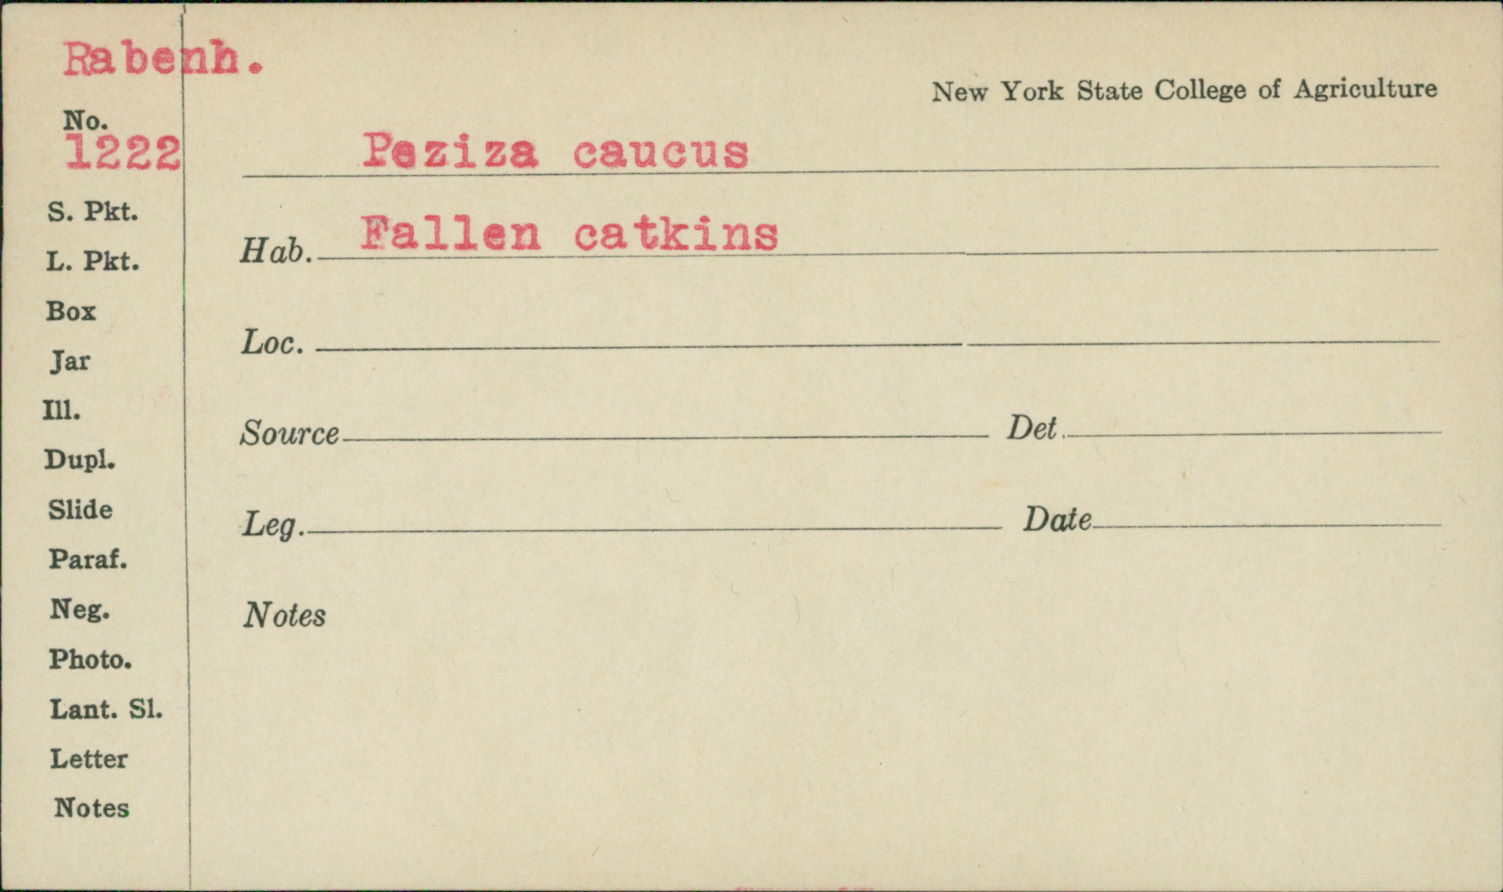 Rabenh.
New York State College of Agriculture
No.
1222
Peziza caucus
S. Pkt.
Hab. Fallen catkins
L. Pkt.
Box
Loc.
Jar
Ill.
Source Det.
Dupl.
Slide
Leg. Date
Paraf.
Neg.
Notes
Photo.
Lant. Sl.
Letter
Notes